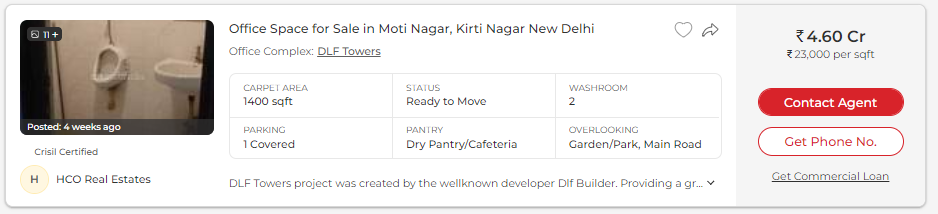 11 +
Posted: 4 weeks ago
Crisil Certified
H
HCO Real Estates
Office Space for Sale in Moti Nagar, Kirti Nagar New Delhi
Office Complex: DLF Towers
CARPET AREA
1400 sqft
STATUS
Ready to Move
WASHROOM
2
PARKING
1 Covered
PANTRY
Dry Pantry/Cafeteria
OVERLOOKING
Garden/Park, Main Road
DLF Towers project was created by the wellknown developer Dlf Builder. Providing a gr...
₹4.60 Cr
₹23,000 per sqft
Contact Agent
Get Phone No.
Get Commercial Loan